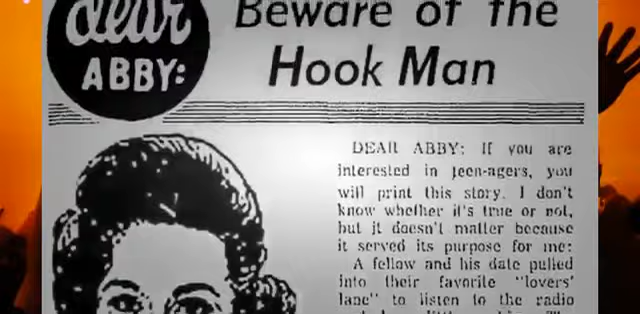 dear
ABBY:
Beware of the
Hook Man
DEAR ABBY: If you are
interested in teen-agers, you
will print this story. I don't
know whether it's true or not,
but it doesn't matter because
it served its purpose for me:
A fellow and his date pulled
into their favorite "lovers'
lane" to listen to the radio